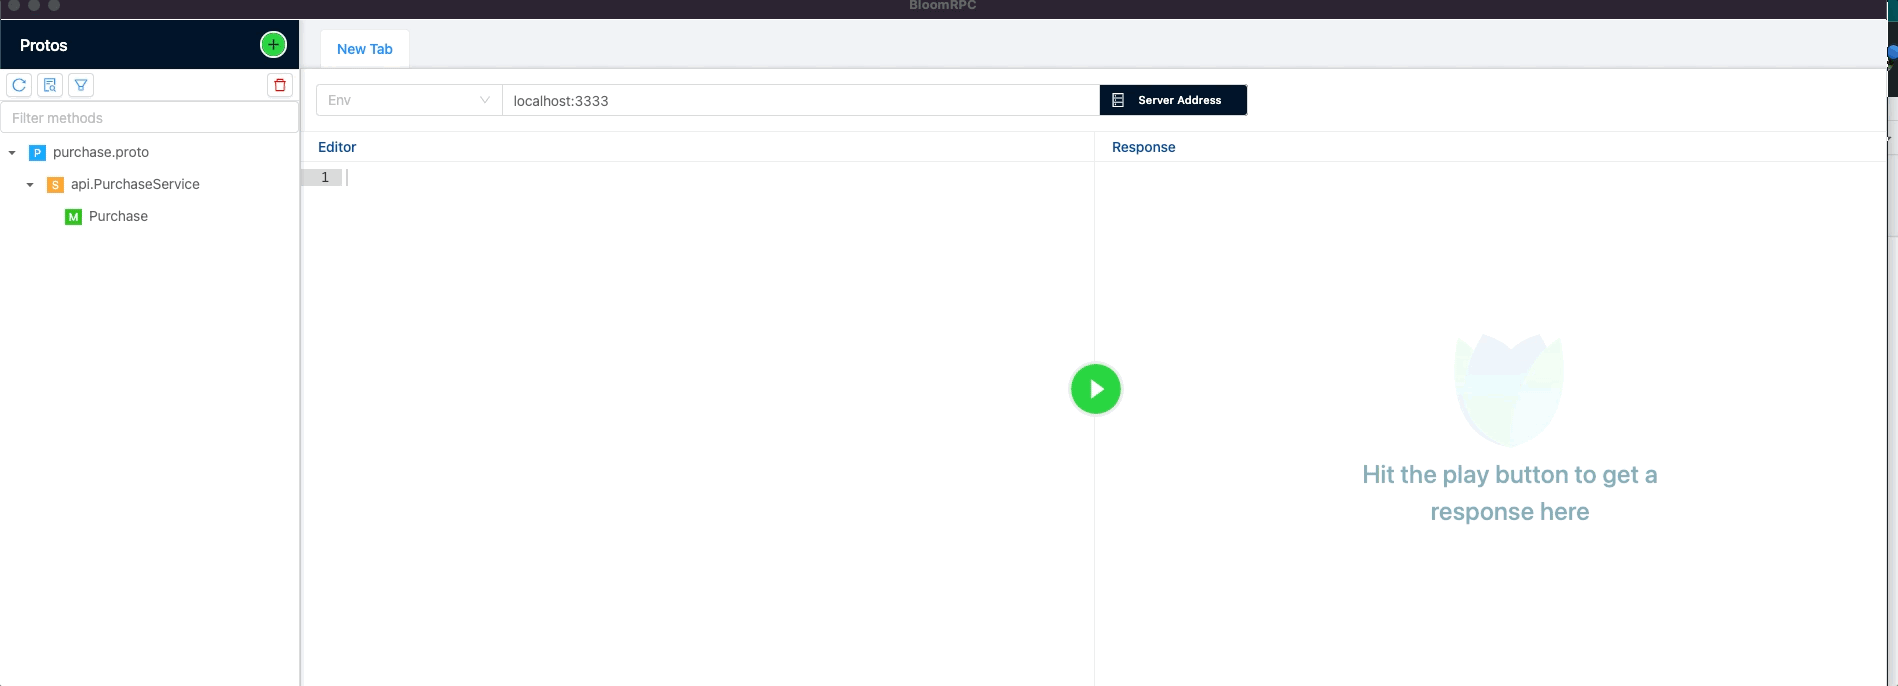 BloomRPC
Protos
New Tab
Env
localhost:3333
Server Address
Filter methods
P purchase.proto
S api.PurchaseService
M Purchase
Editor
1
Response
Hit the play button to get a
response here